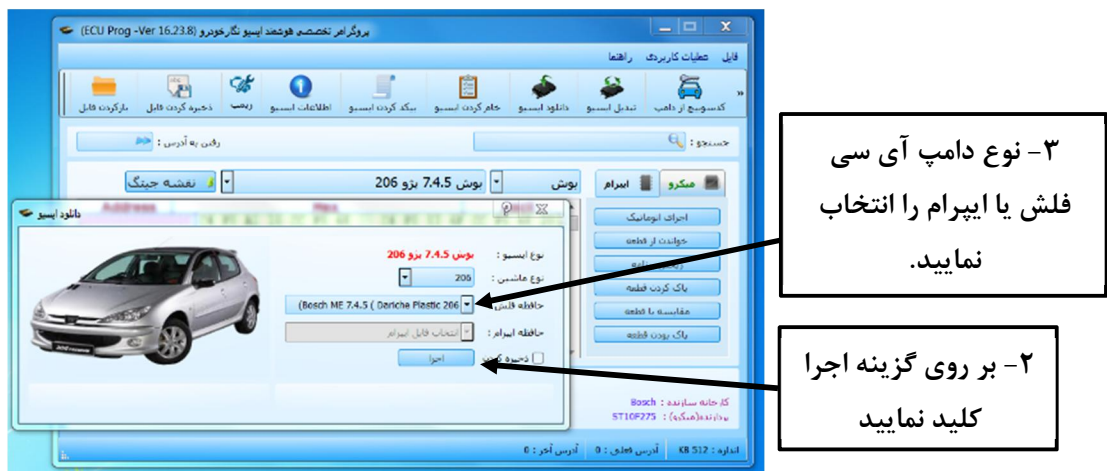 پروگرامر تخصصی هوشمند ایسیو نگار خودرو (ECU Prog -Ver 16.23.8)
فایل عملیات کاربردی راهنما
کدسوییچ از دامپ
تبدیل ایسیو
دانلود ایسیو
خام کردن ایسیو
بیکد کردن ایسیو
اطلاعات ایسیو
ریمپ
ذخیره کردن فایل
بازکردن فایل
جستجو :
رفتن به آدرس :
میکرو
ایپرام
بوش
بوش 7.4.5 پژو 206
نقشه جیتگ
اجرای اتوماتیک
خواندن از قطعه
پاک کردن قطعه
مقایسه با قطعه
پاک بودن قطعه
کارخانه سازنده : Bosch
پردازنده(میکرو) : ST10F275
اندازه : 512 KB
آدرس فعلی : 0
آدرس آخر : 0
دانلود ایسیو
نوع ایسیو : بوش 7.4.5 پژو 206
نوع ماشین : 206
حافظه فلش
(Bosch ME 7.4.5 ( Dariche Plastic 206
حافظه ایپرام : انتخاب فایل ایپرام
ذخیره کردن
اجرا
۳- نوع دامپ آی سی
فلش یا ایپرام را انتخاب
نمایید.
۲- بر روی گزینه اجرا
کلید نمایید